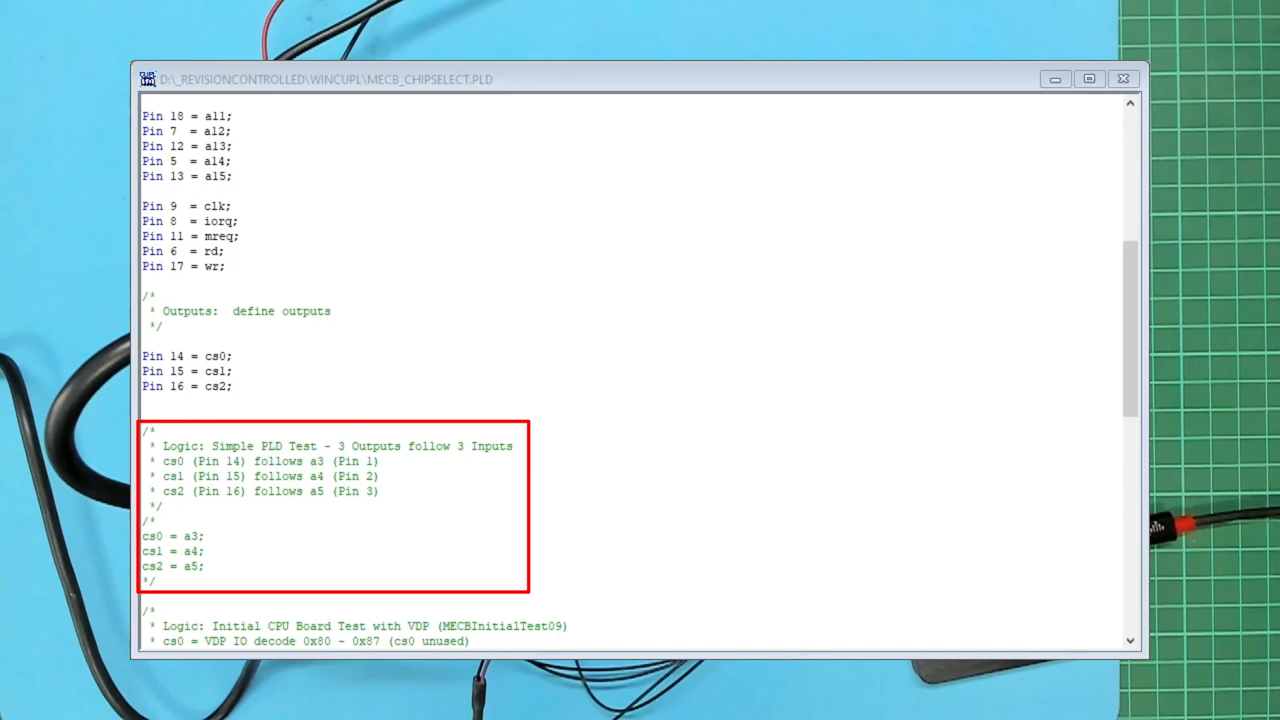 D:\_REVISIONCONTROLLED\WINCUPL\MECB_CHIPSELECT.PLD
Pin 18 = a11;
Pin 7  = a12;
Pin 12 = a13;
Pin 5  = a14;
Pin 13 = a15;
Pin 9  = clk;
Pin 8  = iorq;
Pin 11 = mreq;
Pin 6  = rd;
Pin 17 = wr;
/*
 * Outputs:  define outputs
 */
Pin 14 = cs0;
Pin 15 = cs1;
Pin 16 = cs2;
/*
 * Logic: Simple PLD Test - 3 Outputs follow 3 Inputs
 * cs0 (Pin 14) follows a3 (Pin 1)
 * cs1 (Pin 15) follows a4 (Pin 2)
 * cs2 (Pin 16) follows a5 (Pin 3)
 */
/*
cs0 = a3;
cs1 = a4;
cs2 = a5;
*/
/*
 * Logic: Initial CPU Board Test with VDP (MECBInitialTest09)
 * cs0 = VDP IO decode 0x80 - 0x87 (cs0 unused)